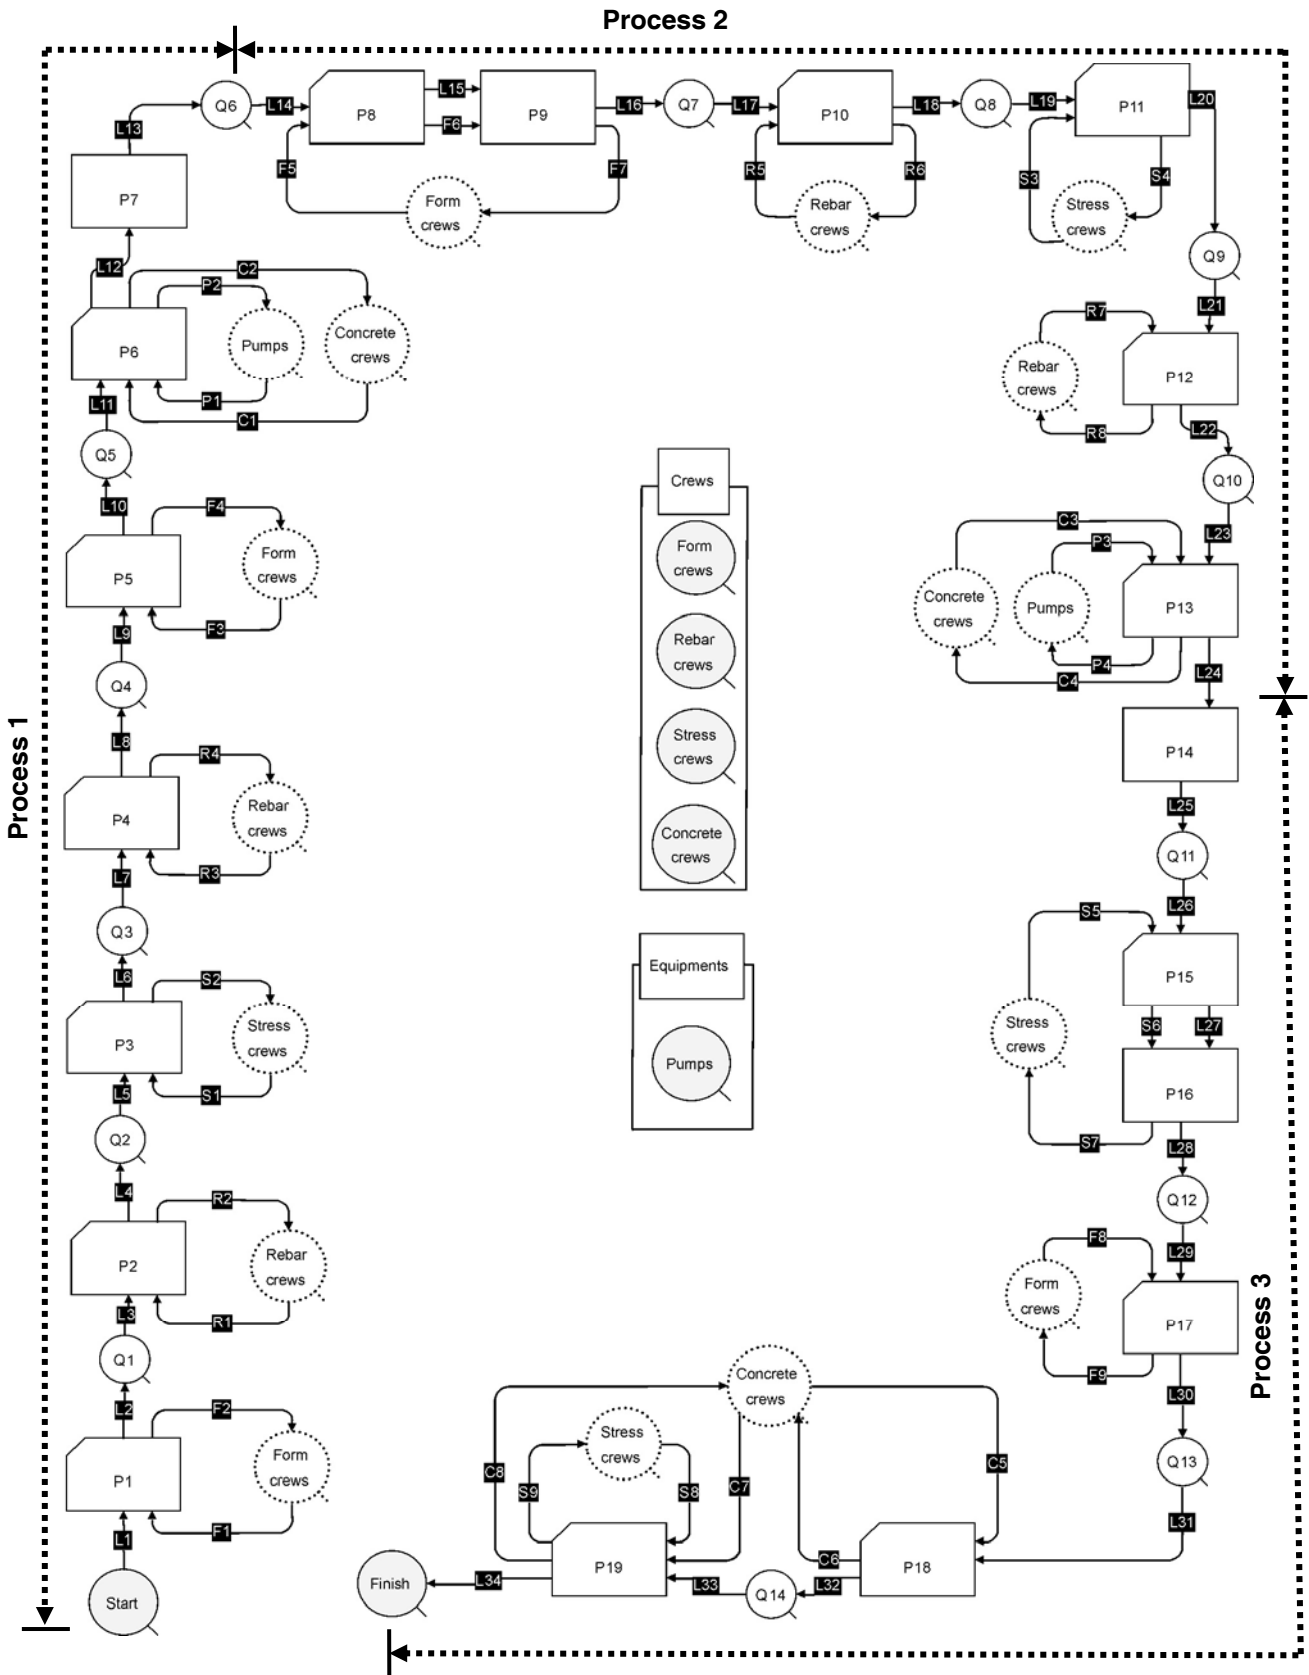 Process 2
Q6
L14
P8
L15
F6
P9
L16
Q7
L17
P10
L18
Q8
L19
P11
L20
L13
F5
F7
R5
R6
S3
S4
P7
Form
crews
Rebar
crews
Stress
crews
Q9
L12
C2
P2
L21
P6
Pumps
Concrete
crews
R7
Rebar
crews
P12
L11
P1
C1
R8
L22
Q5
Q10
L10
F4
L23
P5
Form
crews
C3
P3
Concrete
crews
Pumps
P13
L9
F3
P4
C4
L24
Crews
Form
crews
Rebar
crews
Stress
crews
Concrete
crews
Q4
L8
R4
P14
P4
Rebar
crews
L25
L7
R3
Q11
Process 1
Q3
S5
L26
L6
S2
Equipments
Pumps
P15
P3
Stress
crews
Stress
crews
S6
L27
L5
S1
P16
Q2
S7
L28
L4
R2
Q12
P2
Rebar
crews
F8
L29
L3
R1
Form
crews
P17
Process 3
Q1
F9
L30
L2
F2
Concrete
crews
Stress
crews
Q13
P1
Form
crews
C8
S9
S8
C7
C5
L1
F1
L31
Start
Finish
L34
P19
L33
Q14
C6
L32
P18